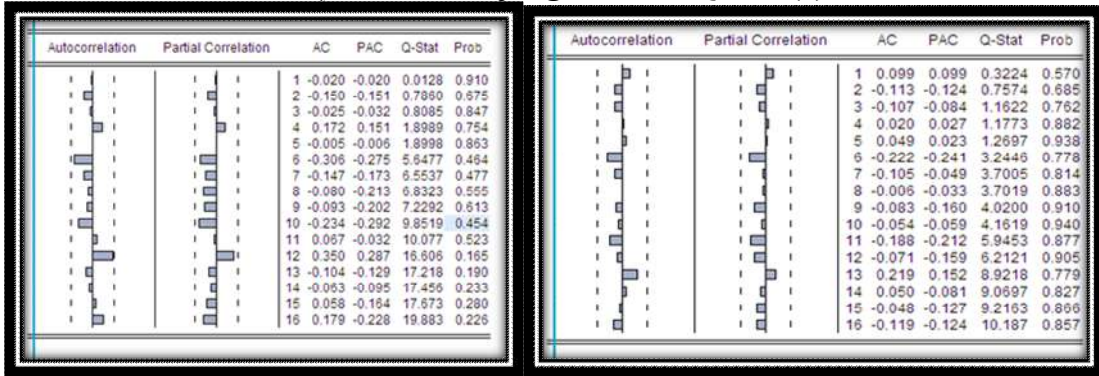 Autocorrelation Partial Correlation AC PAC Q-Stat Prob
1 -0.020 -0.020 0.0128 0.910
2 -0.150 -0.151 0.7860 0.675
3 -0.025 -0.032 0.8085 0.847
4 0.172 0.151 1.8989 0.754
5 -0.005 -0.006 1.8998 0.863
6 -0.306 -0.275 5.6477 0.464
7 -0.147 -0.173 6.5537 0.477
8 -0.080 -0.213 6.8323 0.555
9 -0.093 -0.202 7.2292 0.613
10 -0.234 -0.292 9.8519 0.454
11 0.067 -0.032 10.077 0.523
12 0.350 0.287 16.606 0.165
13 -0.104 -0.129 17.218 0.190
14 -0.063 -0.095 17.456 0.233
15 0.058 -0.164 17.673 0.280
16 0.179 -0.228 19.883 0.226
Autocorrelation Partial Correlation AC PAC Q-Stat Prob
1 0.099 0.099 0.3224 0.570
2 -0.113 -0.124 0.7574 0.685
3 -0.107 -0.084 1.1622 0.762
4 0.020 0.027 1.1773 0.882
5 0.049 0.023 1.2697 0.938
6 -0.222 -0.241 3.2446 0.778
7 -0.105 -0.049 3.7005 0.814
8 -0.006 -0.033 3.7019 0.883
9 -0.083 -0.160 4.0200 0.910
10 -0.054 -0.059 4.1619 0.940
11 -0.188 -0.212 5.9453 0.877
12 -0.071 -0.159 6.2121 0.905
13 0.219 0.152 8.9218 0.779
14 0.050 -0.081 9.0697 0.827
15 -0.048 -0.127 9.2163 0.866
16 -0.119 -0.124 10.187 0.857